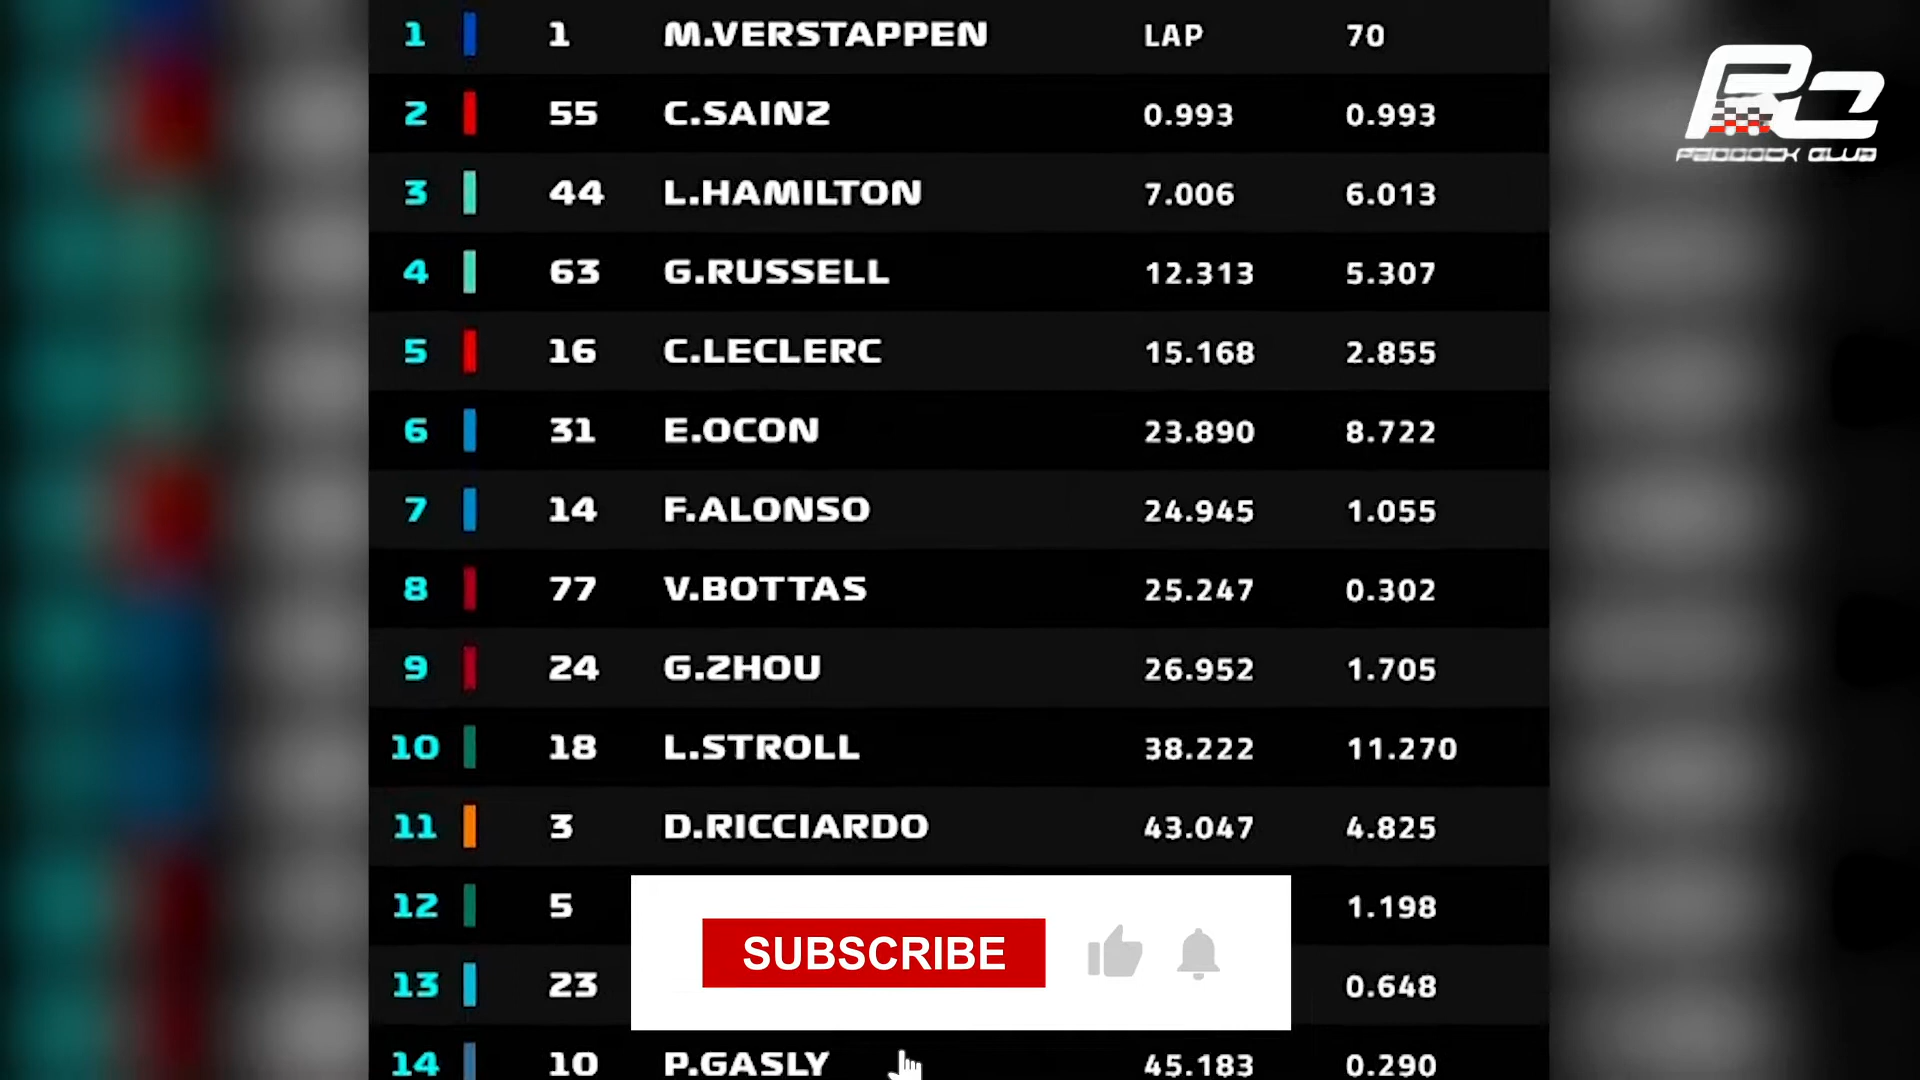 1 1 M.VERSTAPPEN LAP 70
2 55 C.SAINZ 0.993 0.993
3 44 L.HAMILTON 7.006 6.013
4 63 G.RUSSELL 12.313 5.307
5 16 C.LECLERC 15.168 2.855
6 31 E.OCON 23.890 8.722
7 14 F.ALONSO 24.945 1.055
8 77 V.BOTTAS 25.247 0.302
9 24 G.ZHOU 26.952 1.705
10 18 L.STROLL 38.222 11.270
11 3 D.RICCIARDO 43.047 4.825
12 5 1.198
13 23 0.648
14 10 P.GASLY 45.183 0.290
SUBSCRIBE
PC
PADDOCK CLUB